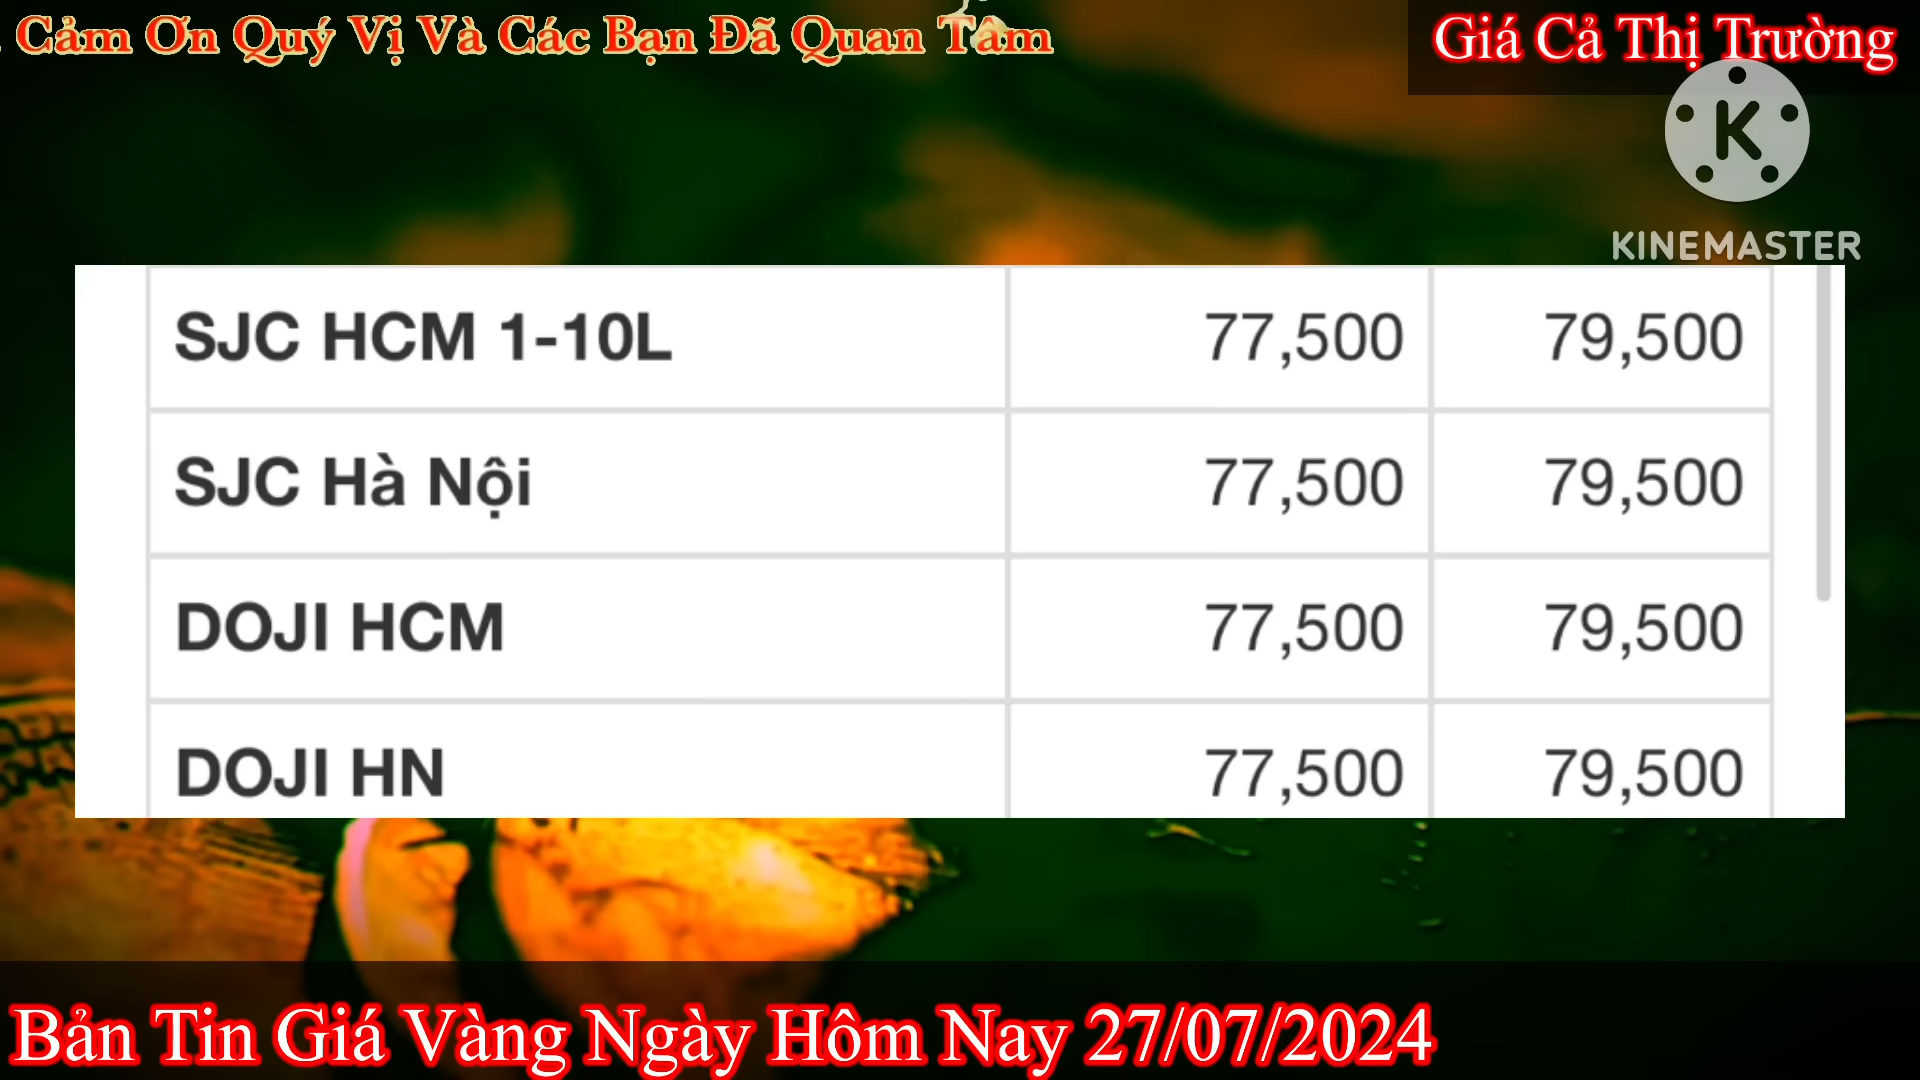 Cảm Ơn Quý Vị Và Các Bạn Đã Quan Tâm
Giá Cả Thị Trường
K
KINEMASTER
SJC HCM 1-10L 77,500 79,500
SJC Hà Nội 77,500 79,500
DOJI HCM 77,500 79,500
DOJI HN 77,500 79,500
Bản Tin Giá Vàng Ngày Hôm Nay 27/07/2024